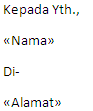 Kepada Yth.,
«Nama»
Di-
«Alamat»